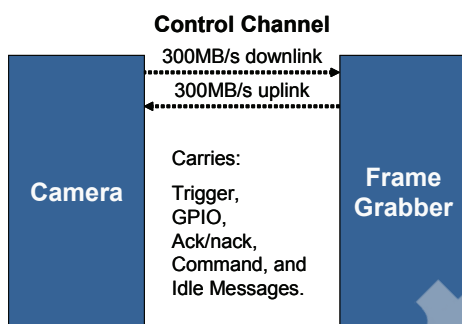 Control Channel
300MB/s downlink
300MB/s uplink
Camera
Carries:
Trigger,
GPIO,
Ack/nack,
Command, and
Idle Messages.
Frame
Grabber